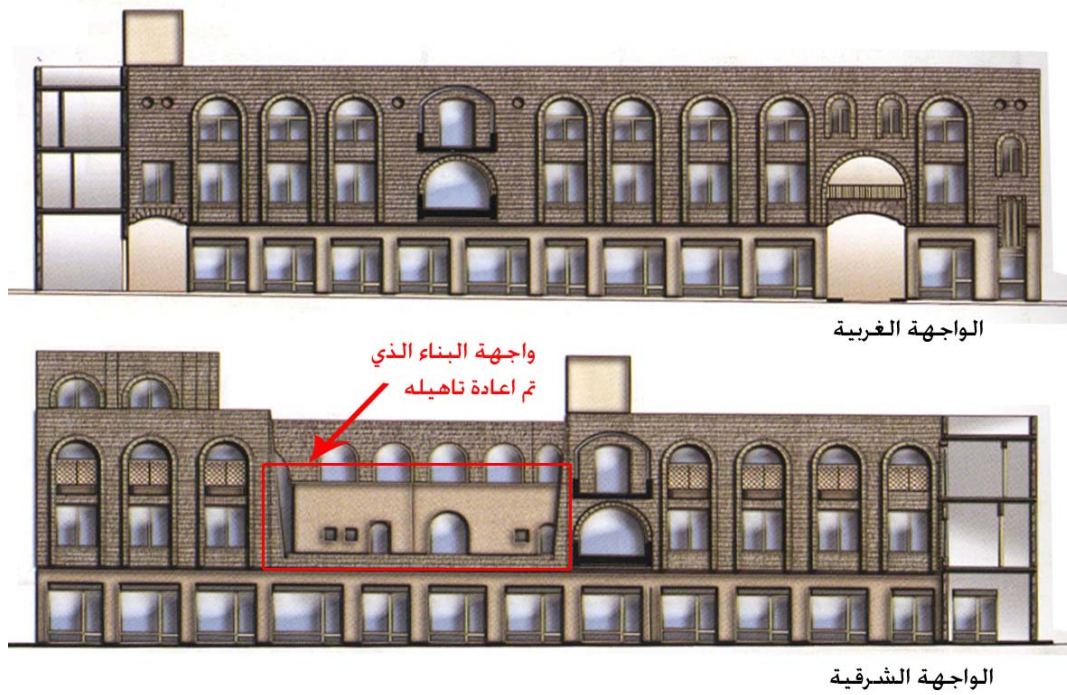 الواجهة الغربية
واجهة البناء الذي
تم اعادة تاهيله
الواجهة الشرقية